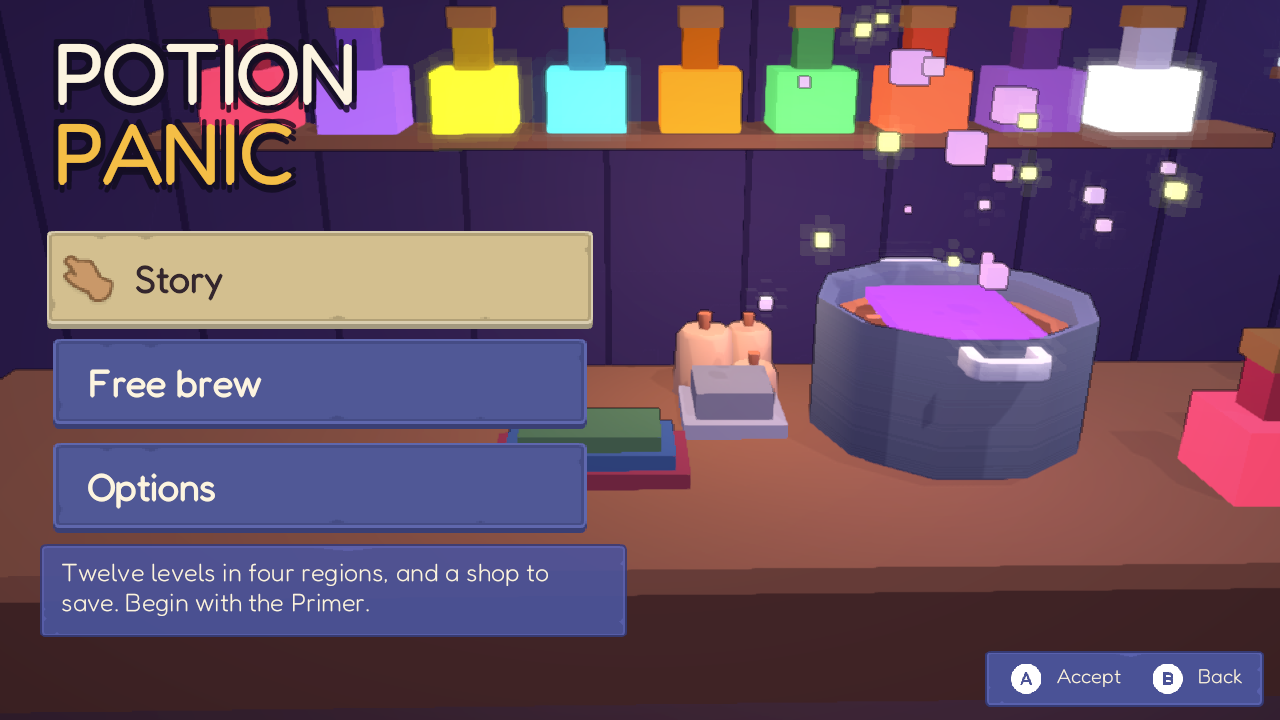 POTION
PANIC
Story
Free brew
Options
Twelve levels in four regions, and a shop to
save. Begin with the Primer.
A Accept B Back